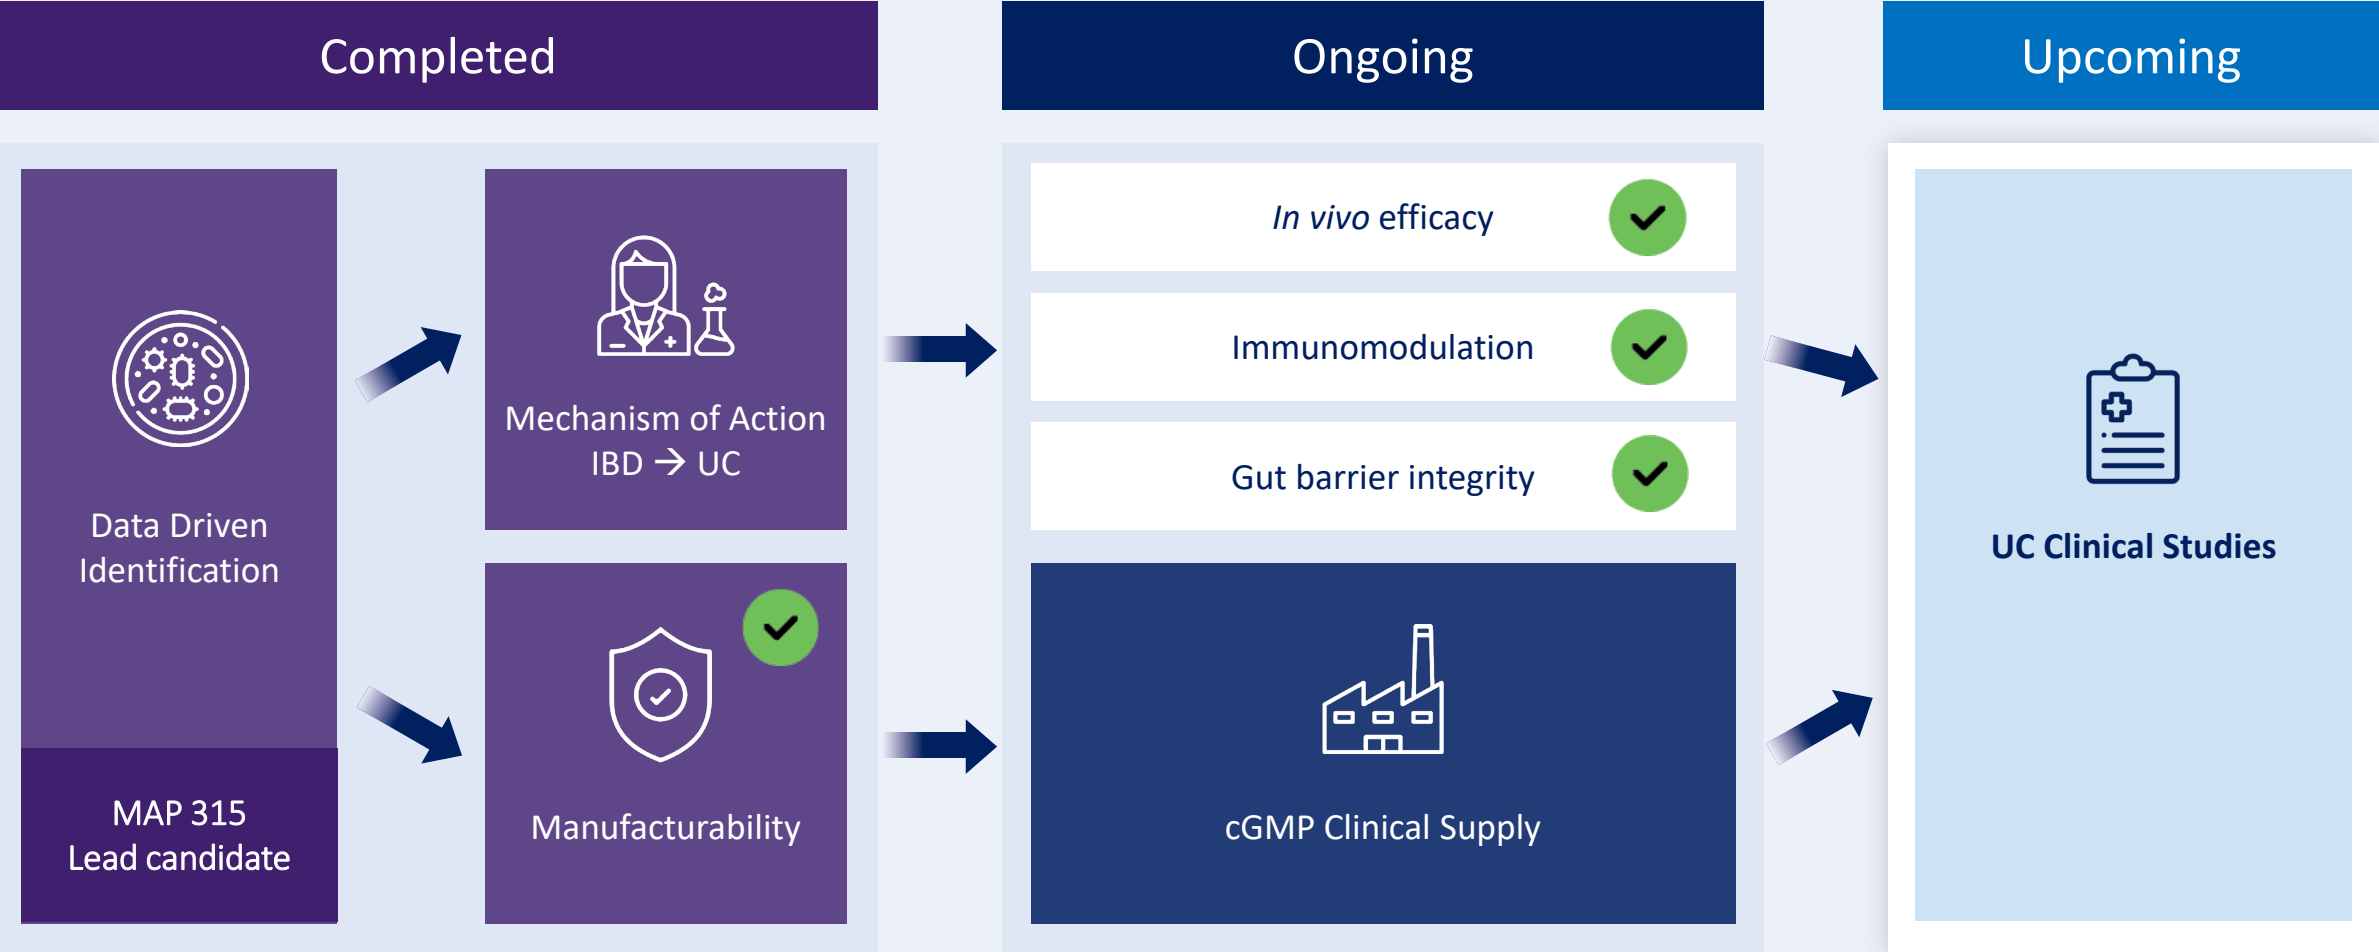 Completed
Ongoing
Upcoming
Data Driven
Identification
MAP 315
Lead candidate
Mechanism of Action
IBD → UC
Manufacturability
In vivo efficacy
Immunomodulation
Gut barrier integrity
cGMP Clinical Supply
UC Clinical Studies